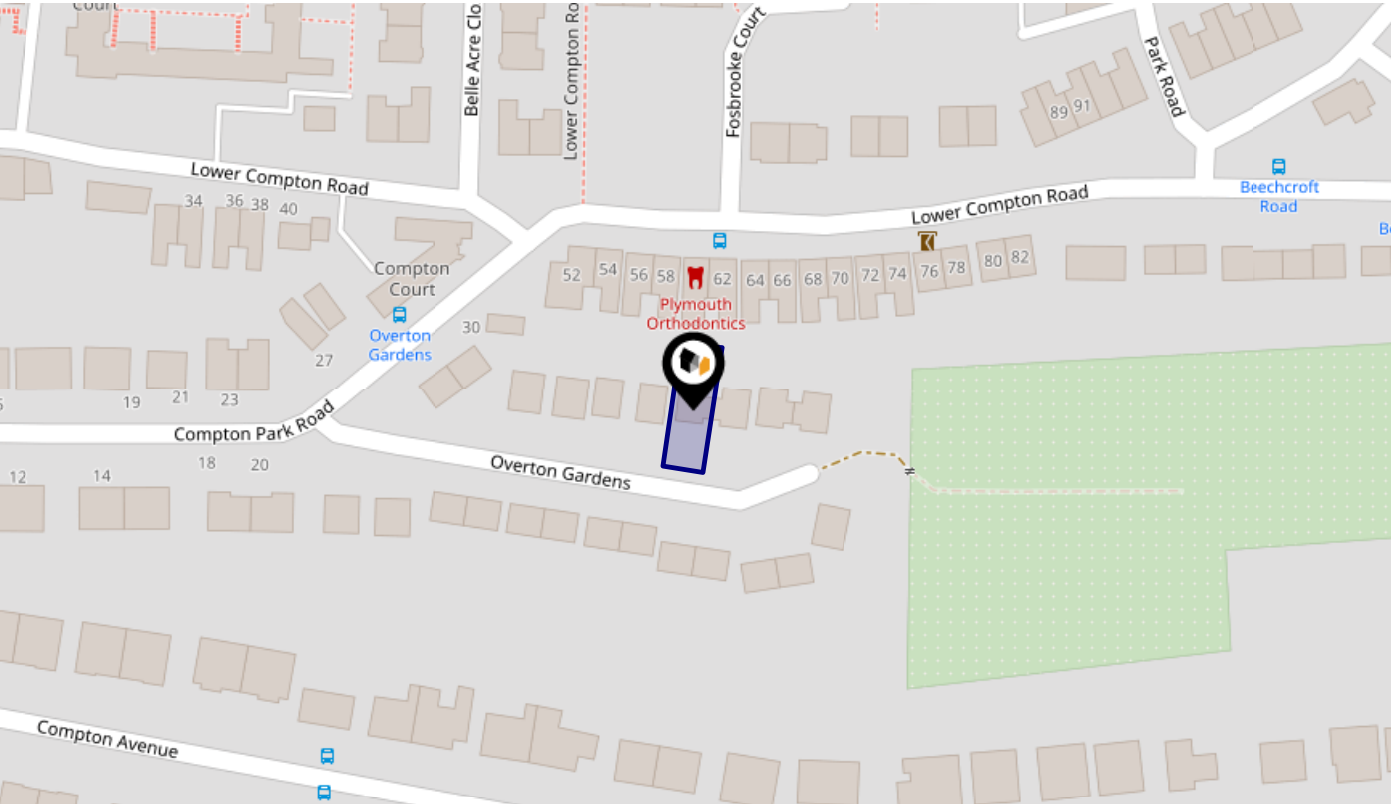 Court
Belle Acre Clo
Lower Compton Ro
Fosbrooke Court
Park Road
89 91
Lower Compton Road
Beechcroft
Road
Lower Compton Road
34 36 38 40
Compton
Court
52 54 56 58 62 64 66 68 70 72 74 76 78 80 82
Plymouth
Orthodontics
Overton
Gardens
30
27
19 21 23
Compton Park Road
Overton Gardens
12 14 18 20
Compton Avenue